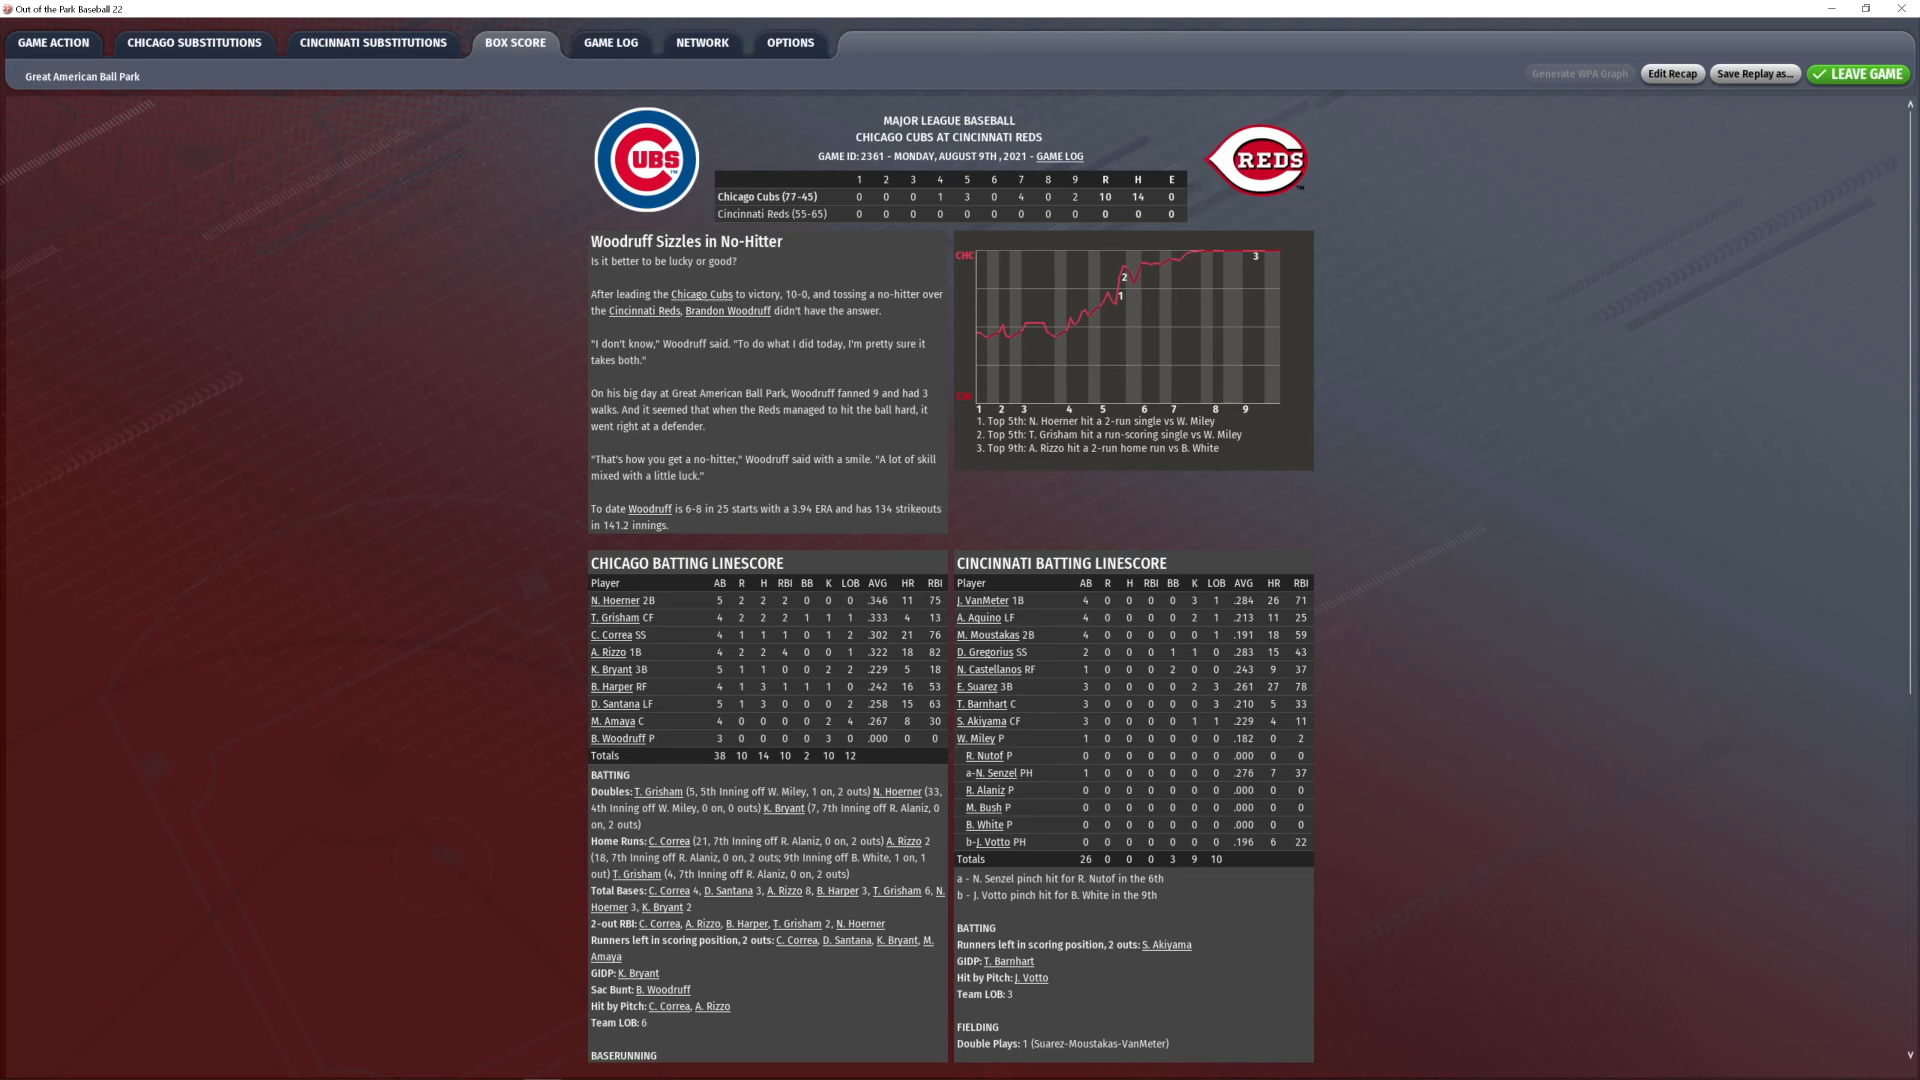 Out of the Park Baseball 22
GAME ACTION
CHICAGO SUBSTITUTIONS
CINCINNATI SUBSTITUTIONS
BOX SCORE
GAME LOG
NETWORK
OPTIONS
Great American Ball Park
Generate WPA Graph
Edit Recap
Save Replay as...
LEAVE GAME
CUBS
MAJOR LEAGUE BASEBALL
CHICAGO CUBS AT CINCINNATI REDS
GAME ID: 2361 - MONDAY, AUGUST 9TH , 2021 - GAME LOG
REDS
1 2 3 4 5 6 7 8 9 R H E
Chicago Cubs (77-45) 0 0 0 1 3 0 4 0 2 10 14 0
Cincinnati Reds (55-65) 0 0 0 0 0 0 0 0 0 0 0 0
Woodruff Sizzles in No-Hitter
Is it better to be lucky or good?
After leading the Chicago Cubs to victory, 10-0, and tossing a no-hitter over
the Cincinnati Reds, Brandon Woodruff didn't have the answer.
"I don't know," Woodruff said. "To do what I did today, I'm pretty sure it
takes both."
On his big day at Great American Ball Park, Woodruff fanned 9 and had 3
walks. And it seemed that when the Reds managed to hit the ball hard, it
went right at a defender.
"That's how you get a no-hitter," Woodruff said with a smile. "A lot of skill
mixed with a little luck."
To date Woodruff is 6-8 in 25 starts with a 3.94 ERA and has 134 strikeouts
in 141.2 innings.
CHC
3
2
1
CIN
1 2 3 4 5 6 7 8 9
1. Top 5th: N. Hoerner hit a 2-run single vs W. Miley
2. Top 5th: T. Grisham hit a run-scoring single vs W. Miley
3. Top 9th: A. Rizzo hit a 2-run home run vs B. White
CHICAGO BATTING LINESCORE
Player AB R H RBI BB K LOB AVG HR RBI
N. Hoerner 2B 5 2 2 2 0 0 0 .346 11 75
T. Grisham CF 4 2 2 2 1 1 1 .333 4 13
C. Correa SS 4 1 1 1 0 1 2 .302 21 76
A. Rizzo 1B 4 2 2 4 0 0 1 .322 18 82
K. Bryant 3B 5 1 1 0 0 2 2 .229 5 18
B. Harper RF 4 1 3 1 1 1 0 .242 16 53
D. Santana LF 5 1 3 0 0 0 2 .258 15 63
M. Amaya C 4 0 0 0 0 2 4 .267 8 30
B. Woodruff P 3 0 0 0 0 3 0 .000 0 0
Totals 38 10 14 10 2 10 12
BATTING
Doubles: T. Grisham (5, 5th Inning off W. Miley, 1 on, 2 outs) N. Hoerner (33,
4th Inning off W. Miley, 0 on, 0 outs) K. Bryant (7, 7th Inning off R. Alaniz, 0
on, 2 outs)
Home Runs: C. Correa (21, 7th Inning off R. Alaniz, 0 on, 2 outs) A. Rizzo 2
(18, 7th Inning off R. Alaniz, 0 on, 2 outs; 9th Inning off B. White, 1 on, 1
out) T. Grisham (4, 7th Inning off R. Alaniz, 0 on, 2 outs)
Total Bases: C. Correa 4, D. Santana 3, A. Rizzo 8, B. Harper 3, T. Grisham 6, N.
Hoerner 3, K. Bryant 2
2-out RBI: C. Correa, A. Rizzo, B. Harper, T. Grisham 2, N. Hoerner
Runners left in scoring position, 2 outs: C. Correa, D. Santana, K. Bryant, M.
Amaya
GIDP: K. Bryant
Sac Bunt: B. Woodruff
Hit by Pitch: C. Correa, A. Rizzo
Team LOB: 6
BASERUNNING
CINCINNATI BATTING LINESCORE
Player AB R H RBI BB K LOB AVG HR RBI
J. VanMeter 1B 4 0 0 0 0 3 1 .284 26 71
A. Aquino LF 4 0 0 0 0 2 1 .213 11 25
M. Moustakas 2B 4 0 0 0 0 0 1 .191 18 59
D. Gregorius SS 2 0 0 0 1 1 0 .283 15 43
N. Castellanos RF 1 0 0 0 2 0 0 .243 9 37
E. Suarez 3B 3 0 0 0 0 2 3 .261 27 78
T. Barnhart C 3 0 0 0 0 0 3 .210 5 33
S. Akiyama CF 3 0 0 0 0 1 1 .229 4 11
W. Miley P 1 0 0 0 0 0 0 .182 0 2
R. Nutof P 0 0 0 0 0 0 0 .000 0 0
a-N. Senzel PH 1 0 0 0 0 0 0 .276 7 37
R. Alaniz P 0 0 0 0 0 0 0 .000 0 0
M. Bush P 0 0 0 0 0 0 0 .000 0 0
B. White P 0 0 0 0 0 0 0 .000 0 0
b-J. Votto PH 0 0 0 0 0 0 0 .196 6 22
Totals 26 0 0 0 3 9 10
a - N. Senzel pinch hit for R. Nutof in the 6th
b - J. Votto pinch hit for B. White in the 9th
BATTING
Runners left in scoring position, 2 outs: S. Akiyama
GIDP: T. Barnhart
Hit by Pitch: J. Votto
Team LOB: 3
FIELDING
Double Plays: 1 (Suarez-Moustakas-VanMeter)